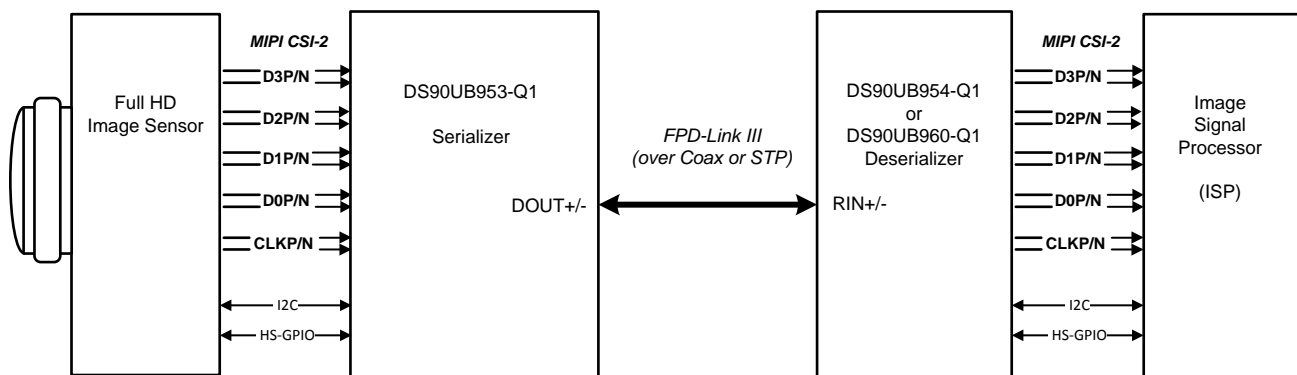 Full HD
Image Sensor
MIPI CSI-2
D3P/N
D2P/N
D1P/N
D0P/N
CLKP/N
I2C
HS-GPIO
DS90UB953-Q1
Serializer
DOUT+/-
FPD-Link III
(over Coax or STP)
DS90UB954-Q1
or
DS90UB960-Q1
Deserializer
RIN+/-
MIPI CSI-2
D3P/N
D2P/N
D1P/N
D0P/N
CLKP/N
I2C
HS-GPIO
Image
Signal
Processor
(ISP)